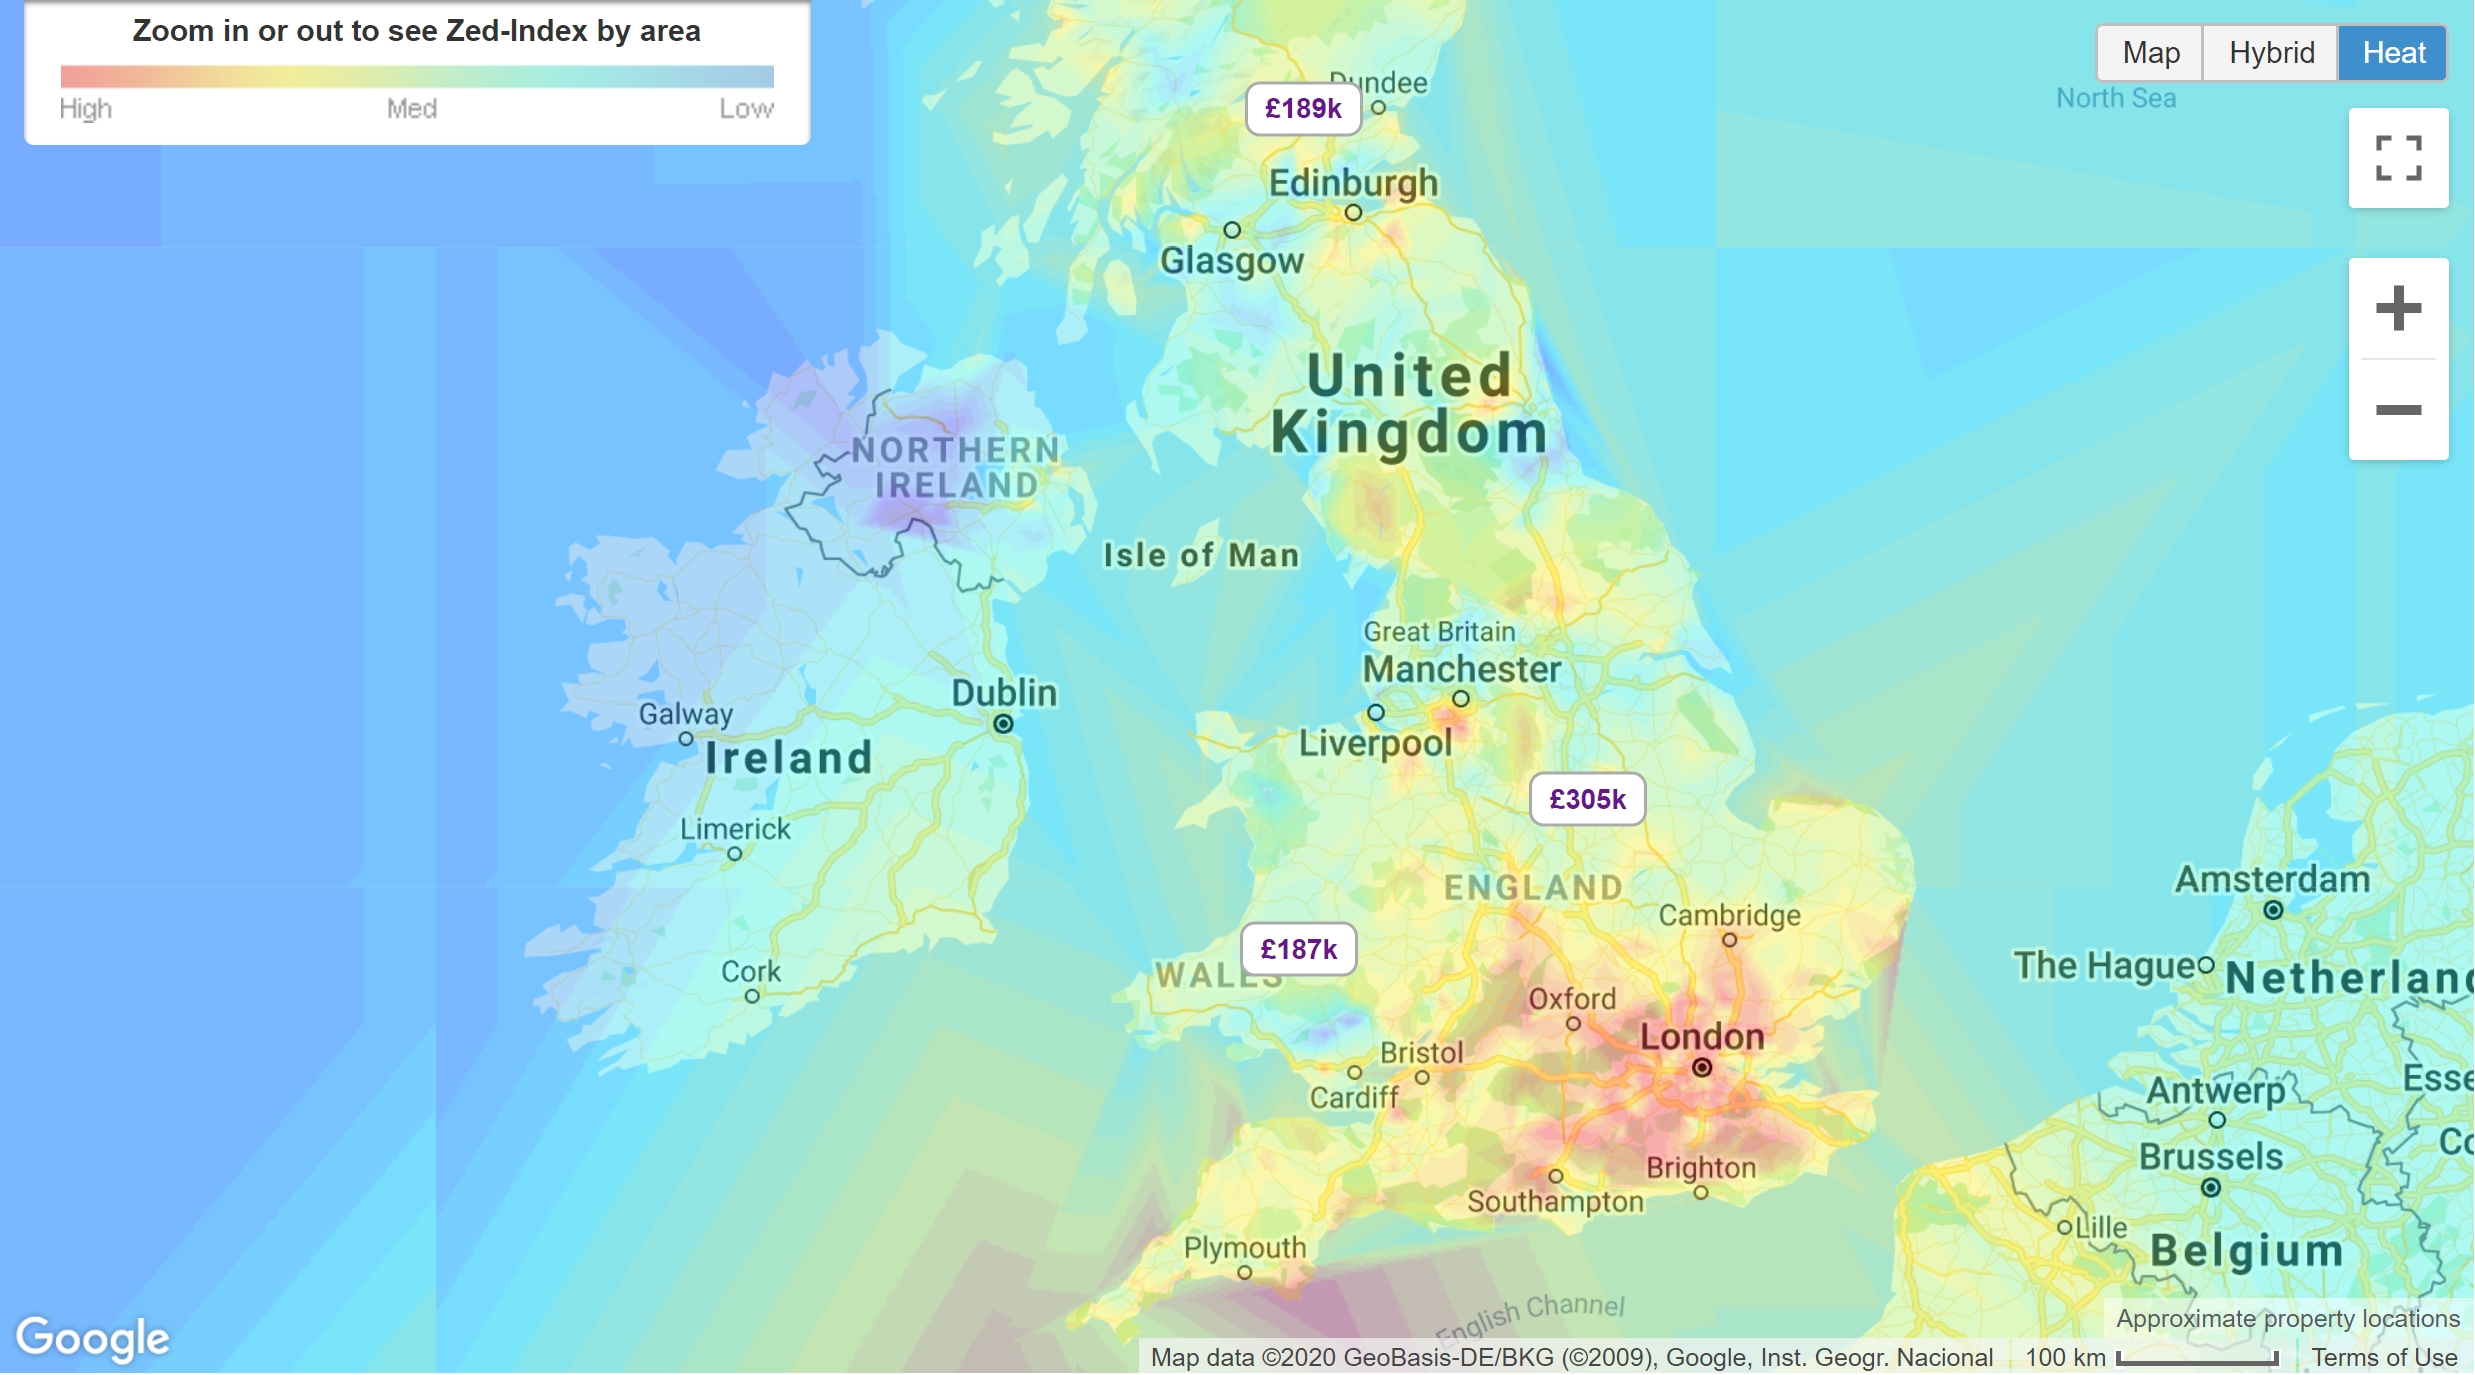 Zoom in or out to see Zed-Index by area
High Med Low
Map Hybrid Heat
North Sea
Dundee
£189k
Edinburgh
Glasgow
United
Kingdom
NORTHERN
IRELAND
Isle of Man
Great Britain
Manchester
Liverpool
Dublin
Galway
Ireland
Limerick
Cork
£305k
ENGLAND
Cambridge
£187k
WALES
Oxford
London
Bristol
Cardiff
Brighton
Southampton
Plymouth
English Channel
Amsterdam
The Hague
Netherland
Antwerp
Esse
Brussels
Co
Lille
Belgium
Approximate property locations
Google
Map data ©2020 GeoBasis-DE/BKG (©2009), Google, Inst. Geogr. Nacional 100 km Terms of Use